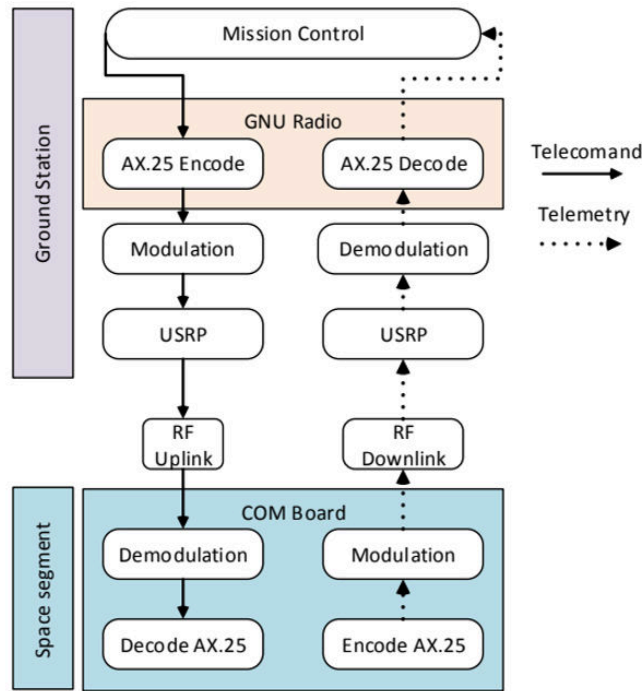 Mission Control
GNU Radio
AX.25 Encode
AX.25 Decode
Telecomand
Telemetry
Modulation
Demodulation
USRP
USRP
Ground Station
RF
Uplink
RF
Downlink
COM Board
Demodulation
Modulation
Decode AX.25
Encode AX.25
Space segment